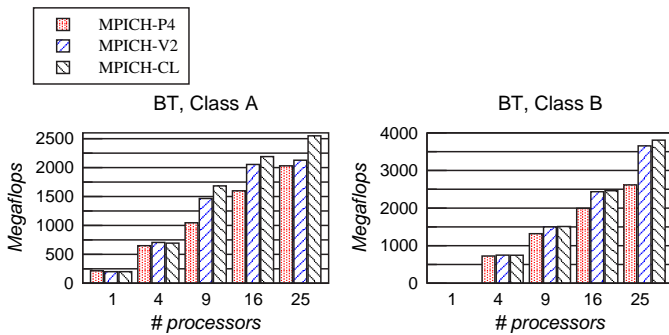 MPICH-P4
MPICH-V2
MPICH-CL
BT, Class A
2500
2000
1500
1000
500
0
Megaflops
1 4 9 16 25
# processors
BT, Class B
4000
3000
2000
1000
0
Megaflops
1 4 9 16 25
# processors